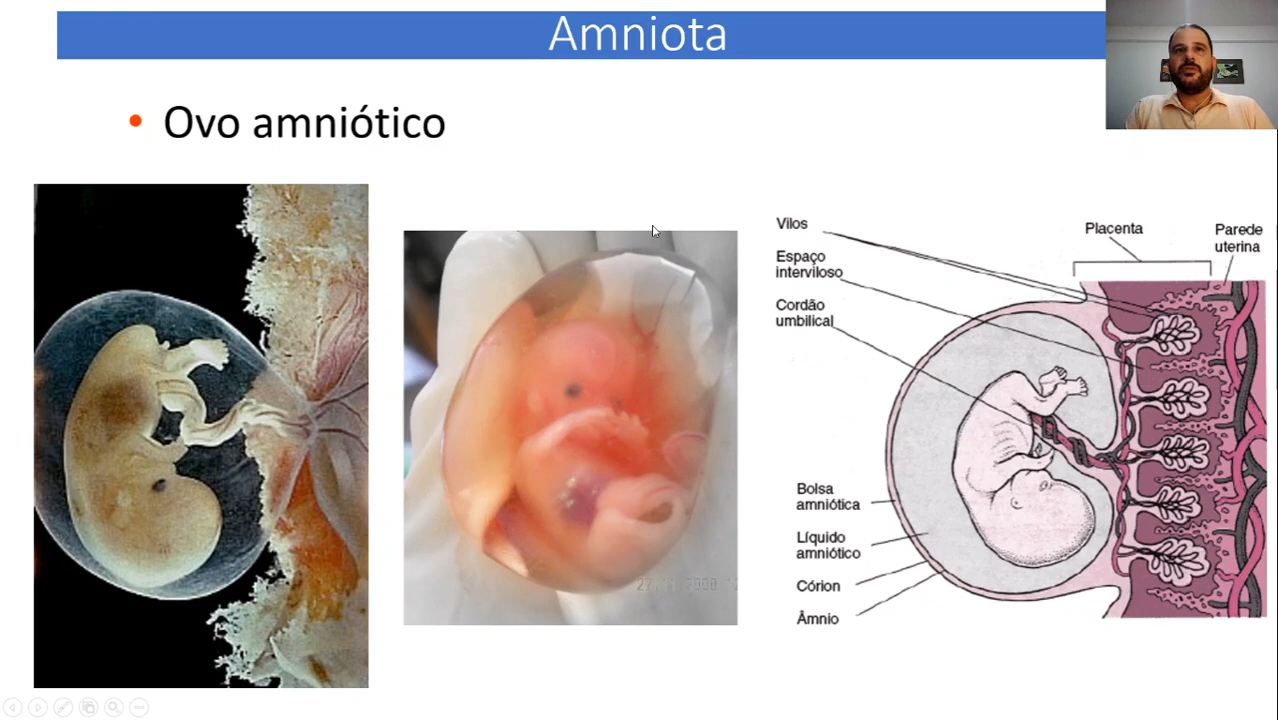 Amniota
• Ovo amniótico
Vilos
Espaço
interviloso
Cordão
umbilical
Placenta
Parede
uterina
Bolsa
amniótica
Líquido
amniótico
Córion
Âmnio